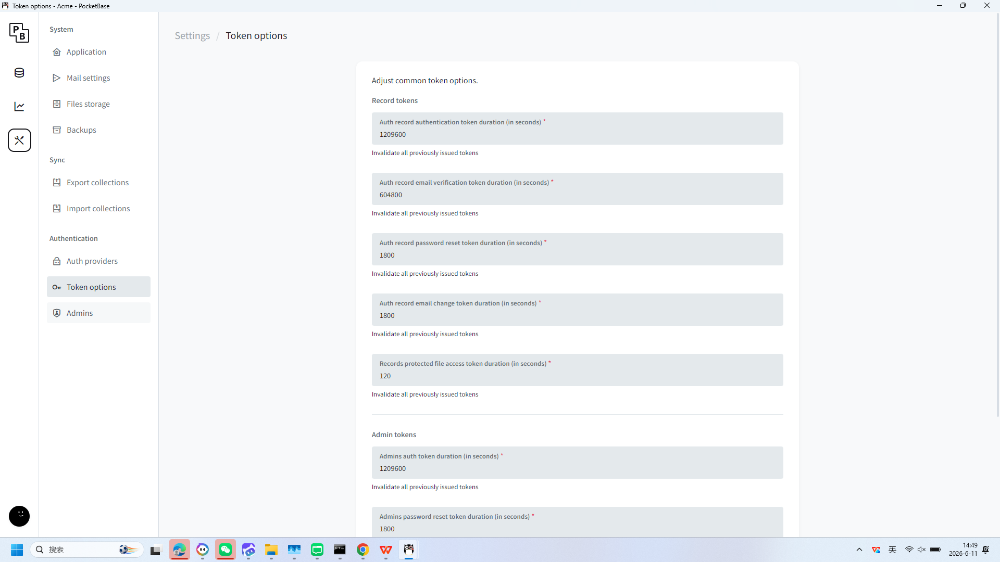 Token options - Acme - PocketBase
P
B
System
Application
Mail settings
Files storage
Backups
Sync
Export collections
Import collections
Authentication
Auth providers
Token options
Admins
Settings / Token options
Adjust common token options.
Record tokens
Auth record authentication token duration (in seconds) *
1209600
Invalidate all previously issued tokens
Auth record email verification token duration (in seconds) *
604800
Invalidate all previously issued tokens
Auth record password reset token duration (in seconds) *
1800
Invalidate all previously issued tokens
Auth record email change token duration (in seconds) *
1800
Invalidate all previously issued tokens
Records protected file access token duration (in seconds) *
120
Invalidate all previously issued tokens
Admin tokens
Admins auth token duration (in seconds) *
1209600
Invalidate all previously issued tokens
Admins password reset token duration (in seconds) *
1800
搜索
英
14:49
2026-6-11